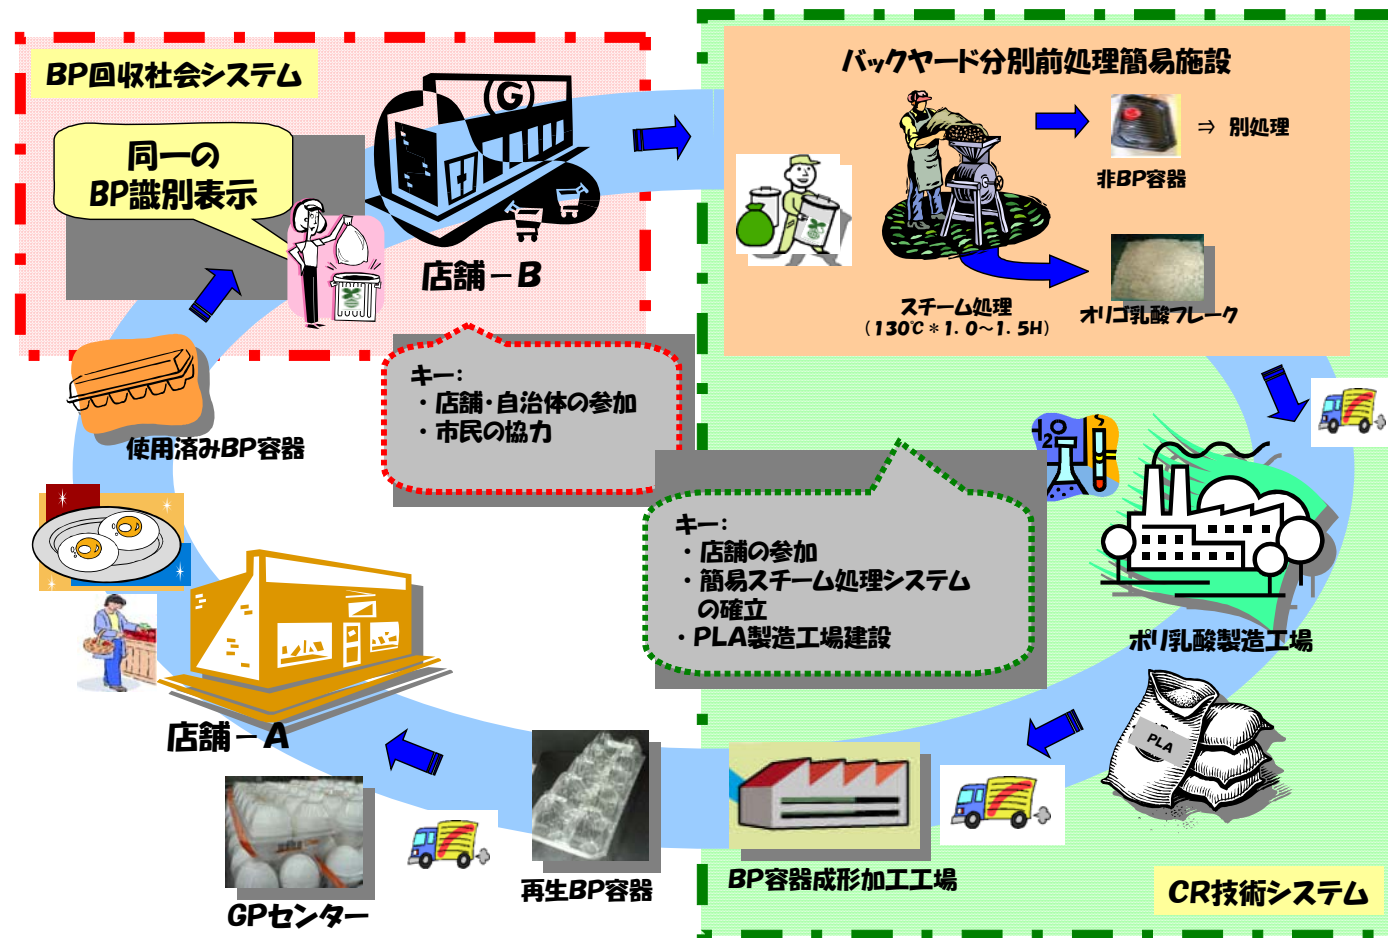 BP回収社会システム
同一の
BP識別表示
G
店舗－B
バックヤード分別前処理簡易施設
⇒ 別処理
非BP容器
スチーム処理
（130℃＊1．0～1．5H）
オリゴ乳酸フレーク
キー：
・店舗・自治体の参加
・市民の協力
使用済みBP容器
H2O
S
キー：
・店舗の参加
・簡易スチーム処理システム
の確立
・PLA製造工場建設
ポリ乳酸製造工場
PLA
店舗－A
GPセンター
再生BP容器
BP容器成形加工工場
CR技術システム